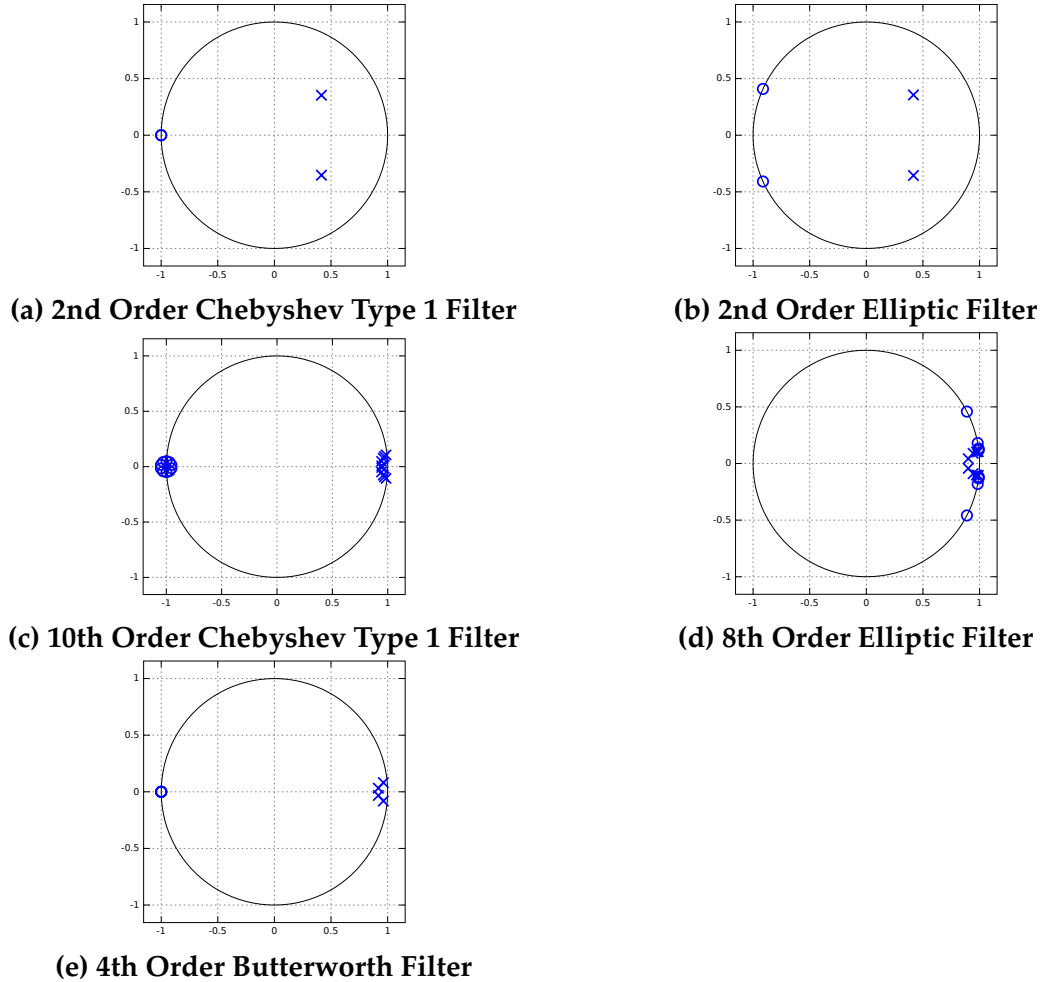 1
0.5
0
-0.5
-1
-1 -0.5 0 0.5 1
(a) 2nd Order Chebyshev Type 1 Filter
1
0.5
0
-0.5
-1
-1 -0.5 0 0.5 1
(b) 2nd Order Elliptic Filter
1
0.5
0
-0.5
-1
-1 -0.5 0 0.5 1
(c) 10th Order Chebyshev Type 1 Filter
1
0.5
0
-0.5
-1
-1 -0.5 0 0.5 1
(d) 8th Order Elliptic Filter
1
0.5
0
-0.5
-1
-1 -0.5 0 0.5 1
(e) 4th Order Butterworth Filter